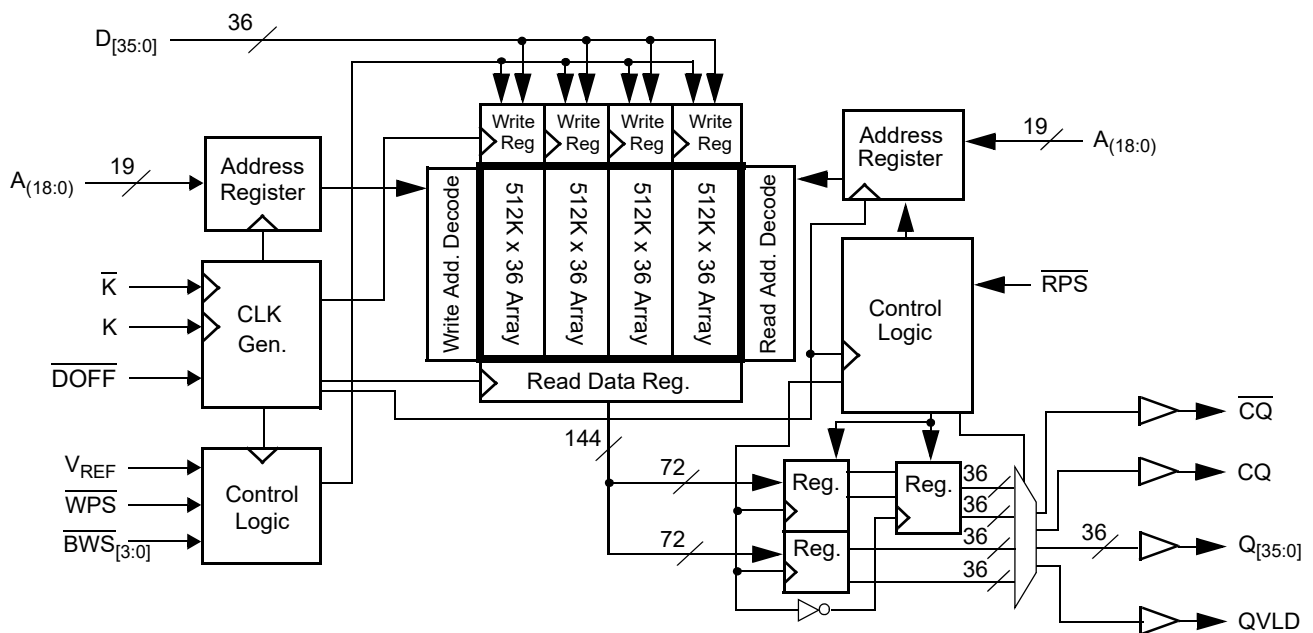 D[35:0]
36
Write Reg
Write Reg
Write Reg
Write Reg
A(18:0)
19
Address
Register
Write Add. Decode
512K x 36 Array
512K x 36 Array
512K x 36 Array
512K x 36 Array
Read Add. Decode
Address
Register
19
A(18:0)
K
K
DOFF
CLK
Gen.
Control
Logic
RPS
Read Data Reg.
VREF
WPS
BWS[3:0]
Control
Logic
144
72
72
Reg.
Reg.
Reg.
36
36
36
36
36
CQ
CQ
Q[35:0]
QVLD